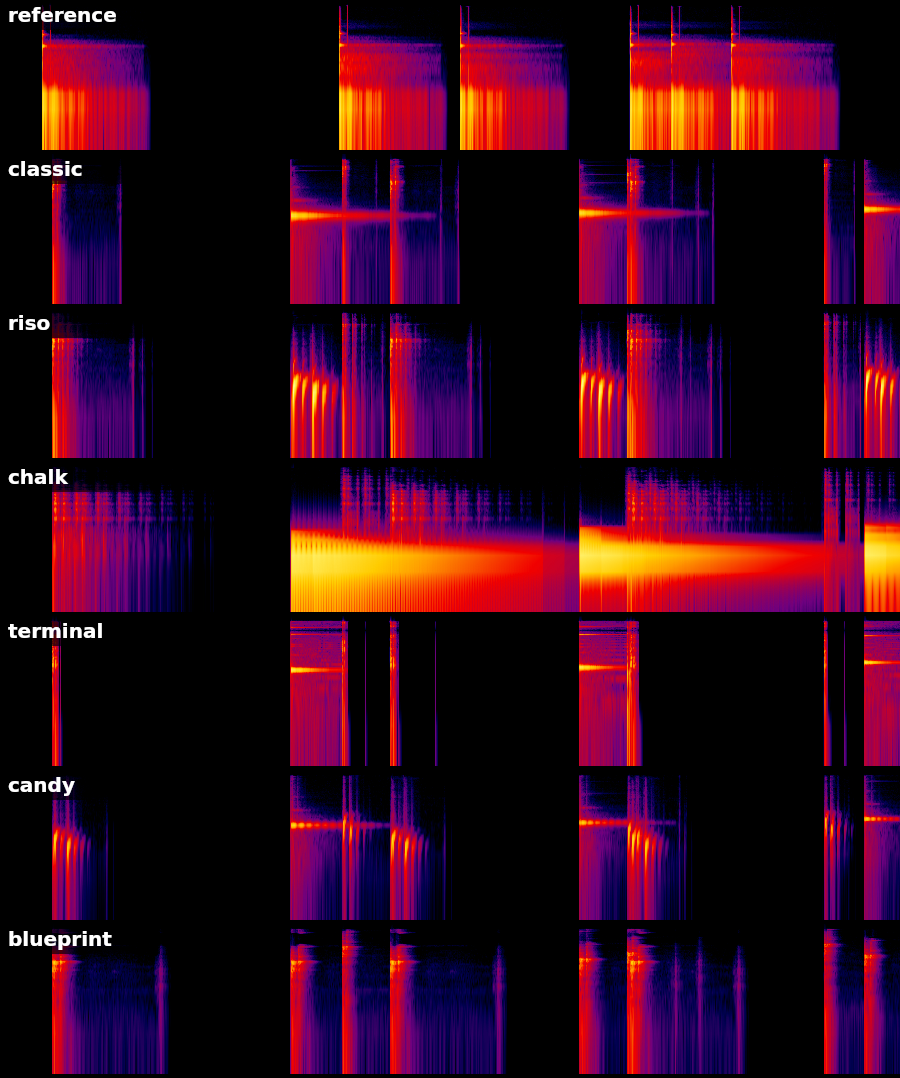 reference
classic
riso
chalk
terminal
candy
blueprint